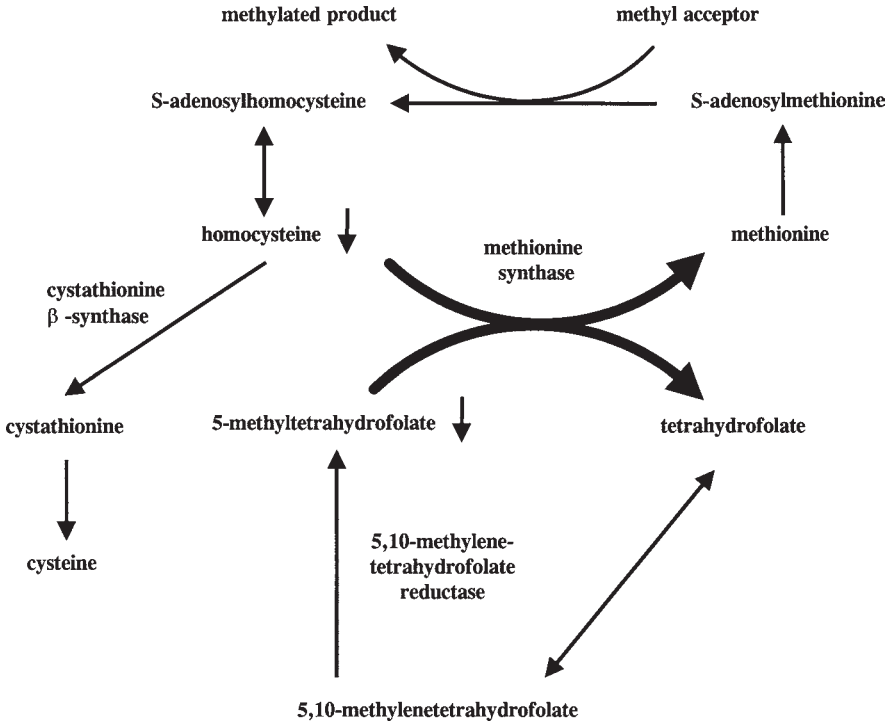 methylated product
methyl acceptor
S-adenosylhomocysteine
S-adenosylmethionine
homocysteine
methionine
synthase
methionine
cystathionine
β -synthase
cystathionine
5-methyltetrahydrofolate
tetrahydrofolate
cysteine
5,10-methylene-
tetrahydrofolate
reductase
5,10-methylenetetrahydrofolate